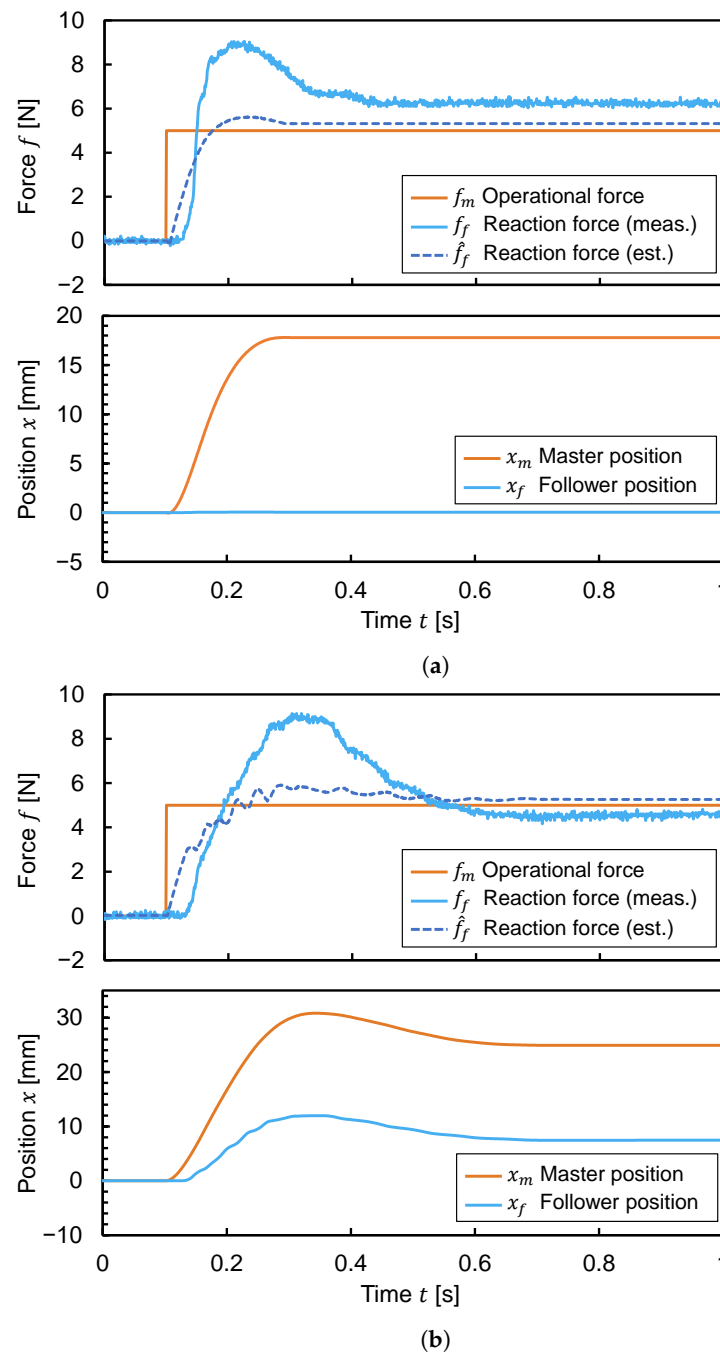 10
8
6
4
2
0
−2
Force f [N]
f_m Operational force
f_f Reaction force (meas.)
f̂_f Reaction force (est.)
20
15
10
5
0
−5
Position x [mm]
x_m Master position
x_f Follower position
0 0.2 0.4 0.6 0.8 1
Time t [s]
(a)
10
8
6
4
2
0
−2
Force f [N]
f_m Operational force
f_f Reaction force (meas.)
f̂_f Reaction force (est.)
30
20
10
0
−10
Position x [mm]
x_m Master position
x_f Follower position
0 0.2 0.4 0.6 0.8
Time t [s]
(b)